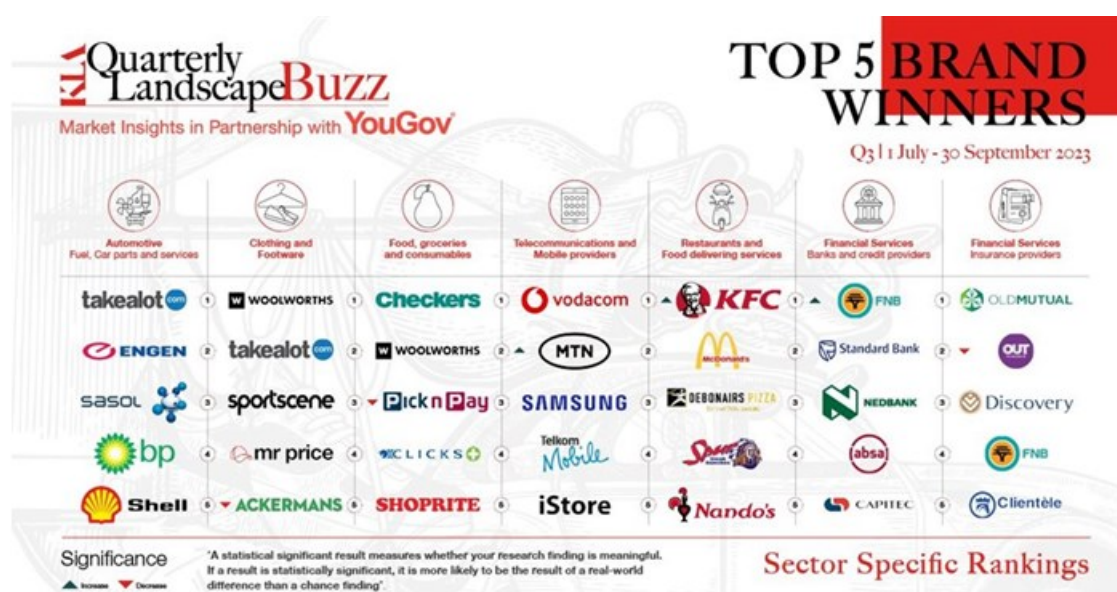 KLA Quarterly
Landscape Buzz
Market Insights in Partnership with YouGov®
TOP 5 BRAND
WINNERS
Q3 | 1 July - 30 September 2023
Automotive
Fuel, Car parts and services
Clothing and
Footware
Food, groceries
and consumables
Telecommunications and
Mobile providers
Restaurants and
Food delivering services
Financial Services
Banks and credit providers
Financial Services
Insurance providers
takealot com 1 W WOOLWORTHS 1 Checkers 1 vodacom 1 KFC 1 FNB 1 OLDMUTUAL
ENGEN 2 takealot com 2 W WOOLWORTHS 2 MTN 2 McDonald's 2 Standard Bank 2 OUT
sasol 3 sportscene 3 Pick n Pay 3 SAMSUNG 3 DEBONAIRS PIZZA 3 NEDBANK 3 Discovery
bp 4 mr price 4 CLICKS 4 Telkom Mobile 4 Spur 4 absa 4 FNB
Shell 5 ACKERMANS 5 SHOPRITE 5 iStore 5 Nando's 5 CAPITEC 5 Clientèle
Significance
Increase Decrease
"A statistical significant result measures whether your research finding is meaningful.
If a result is statistically significant, it is more likely to be the result of a real-world
difference than a chance finding".
Sector Specific Rankings